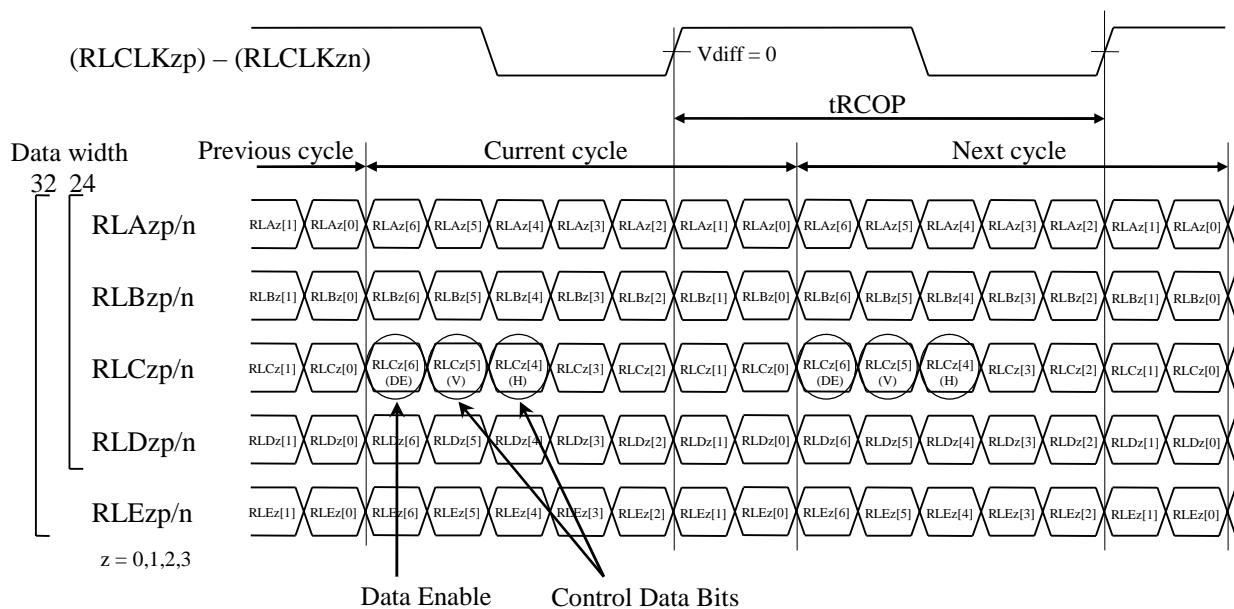 (RLCLKzp) – (RLCLKzn)
Vdiff = 0
tRCOP
Data width
Previous cycle Current cycle Next cycle
32 24
RLAzp/n RLAz[1] RLAz[0] RLAz[6] RLAz[5] RLAz[4] RLAz[3] RLAz[2] RLAz[1] RLAz[0] RLAz[6] RLAz[5] RLAz[4] RLAz[3] RLAz[2] RLAz[1] RLAz[0]
RLBzp/n RLBz[1] RLBz[0] RLBz[6] RLBz[5] RLBz[4] RLBz[3] RLBz[2] RLBz[1] RLBz[0] RLBz[6] RLBz[5] RLBz[4] RLBz[3] RLBz[2] RLBz[1] RLBz[0]
RLCzp/n RLCz[1] RLCz[0] RLCz[6] RLCz[5] RLCz[4] RLCz[3] RLCz[2] RLCz[1] RLCz[0] RLCz[6] RLCz[5] RLCz[4] RLCz[3] RLCz[2] RLCz[1] RLCz[0]
(DE) (V) (H) (DE) (V) (H)
RLDzp/n RLDz[1] RLDz[0] RLDz[6] RLDz[5] RLDz[4] RLDz[3] RLDz[2] RLDz[1] RLDz[0] RLDz[6] RLDz[5] RLDz[4] RLDz[3] RLDz[2] RLDz[1] RLDz[0]
RLEzp/n RLEz[1] RLEz[0] RLEz[6] RLEz[5] RLEz[4] RLEz[3] RLEz[2] RLEz[1] RLEz[0] RLEz[6] RLEz[5] RLEz[4] RLEz[3] RLEz[2] RLEz[1] RLEz[0]
z = 0,1,2,3
Data Enable Control Data Bits